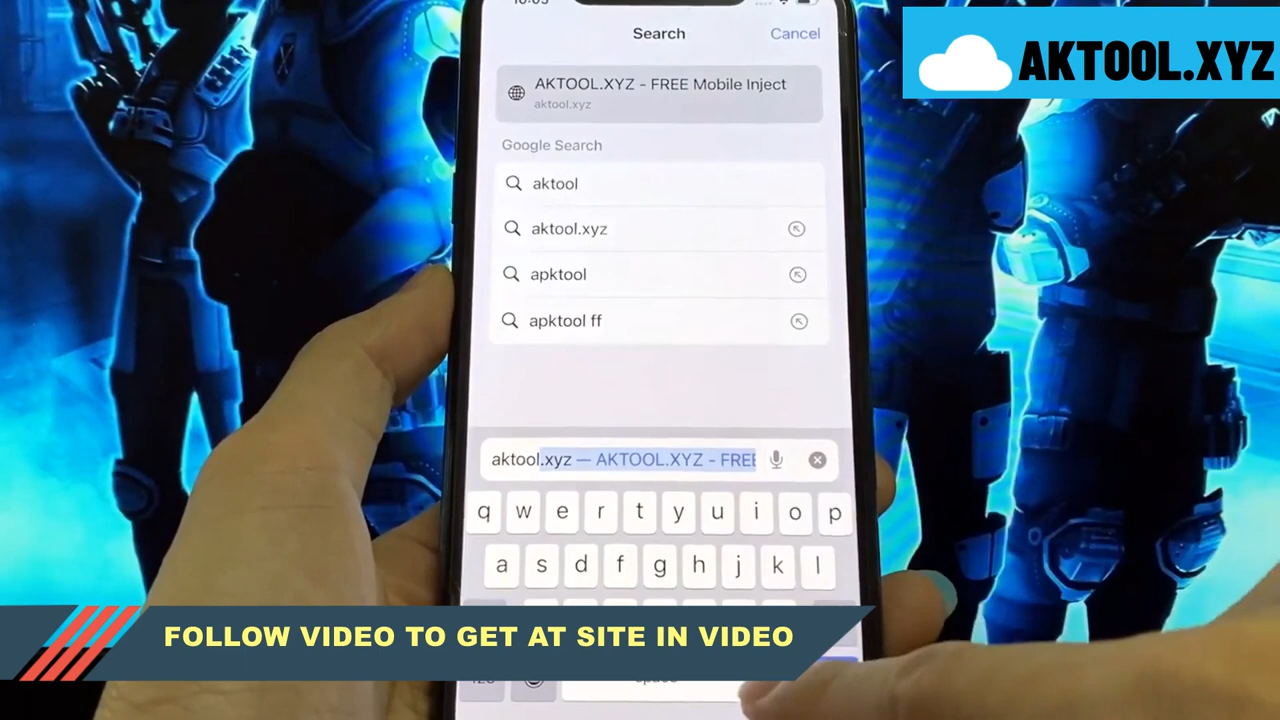 Search
Cancel
AKTOOL.XYZ
AKTOOL.XYZ - FREE Mobile Inject
aktool.xyz
Google Search
aktool
aktool.xyz
apktool
apktool ff
aktool.xyz — AKTOOL.XYZ - FREE
q w e r t y u i o p
a s d f g h j k l
FOLLOW VIDEO TO GET AT SITE IN VIDEO